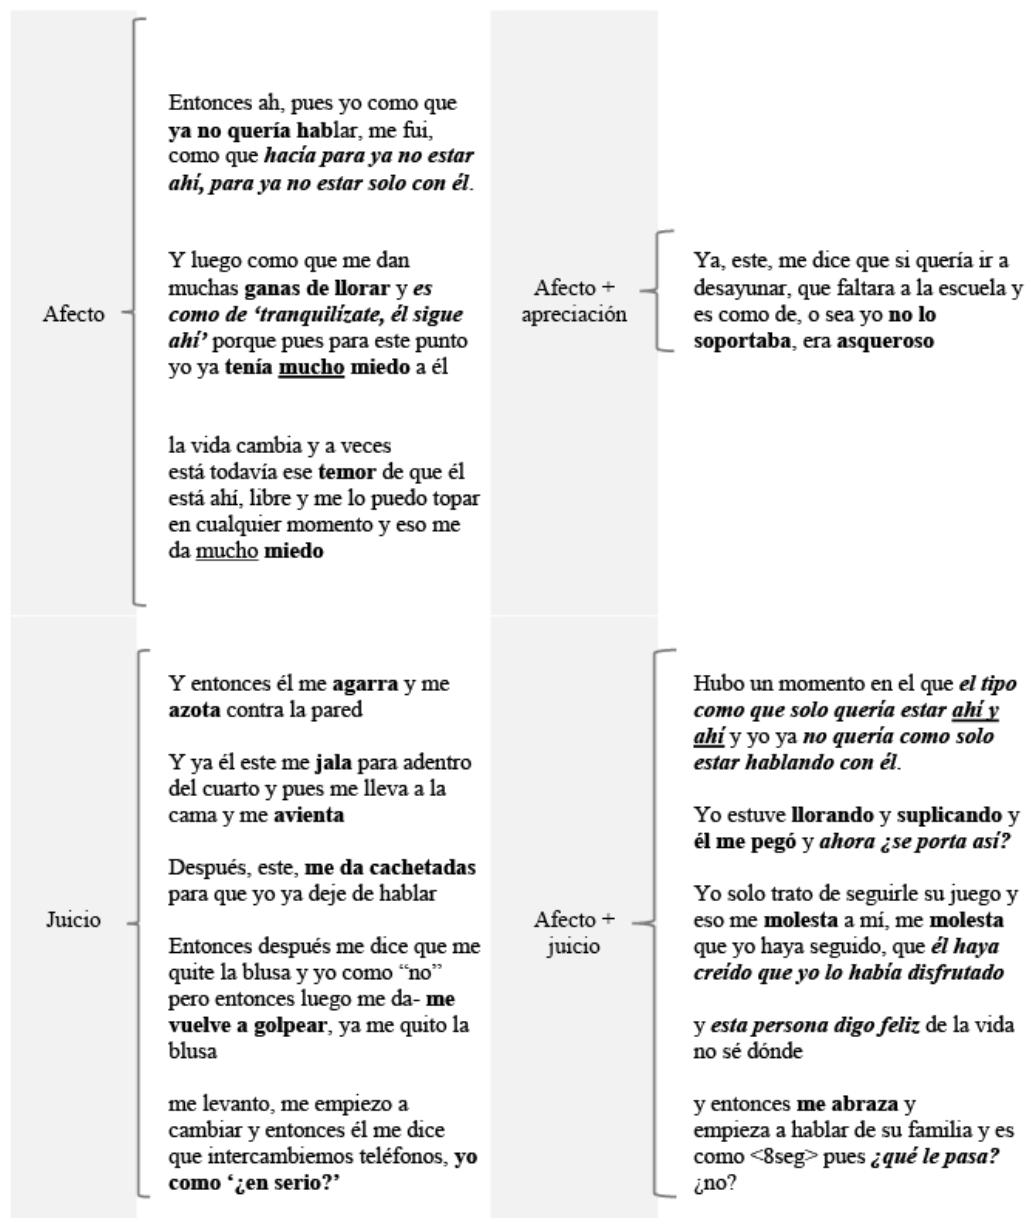 Afecto
Entonces ah, pues yo como que
ya no quería hablar, me fui,
como que hacía para ya no estar
ahí, para ya no estar solo con él.
Y luego como que me dan
muchas ganas de llorar y es
como de ‘tranquilízate, él sigue
ahí’ porque pues para este punto
yo ya tenía mucho miedo a él
la vida cambia y a veces
está todavía ese temor de que él
está ahí, libre y me lo puedo topar
en cualquier momento y eso me
da mucho miedo
Afecto +
apreciación
Ya, este, me dice que si quería ir a
desayunar, que faltara a la escuela y
es como de, o sea yo no lo
soportaba, era asqueroso
Juicio
Y entonces él me agarra y me
azota contra la pared
Y ya él este me jala para adentro
del cuarto y pues me lleva a la
cama y me avienta
Después, este, me da cachetadas
para que yo ya deje de hablar
Entonces después me dice que me
quite la blusa y yo como “no”
pero entonces luego me da- me
vuelve a golpear, ya me quito la
blusa
me levanto, me empiezo a
cambiar y entonces él me dice
que intercambiemos teléfonos, yo
como ‘¿en serio?’
Afecto +
juicio
Hubo un momento en el que el tipo
como que solo quería estar ahí y
ahí y yo ya no quería como solo
estar hablando con él.
Yo estuve llorando y suplicando y
él me pegó y ahora ¿se porta así?
Yo solo trato de seguirle su juego y
eso me molesta a mí, me molesta
que yo haya seguido, que él haya
creído que yo lo había disfrutado
y esta persona digo feliz de la vida
no sé dónde
y entonces me abraza y
empieza a hablar de su familia y es
como <8seg> pues ¿qué le pasa?
¿no?